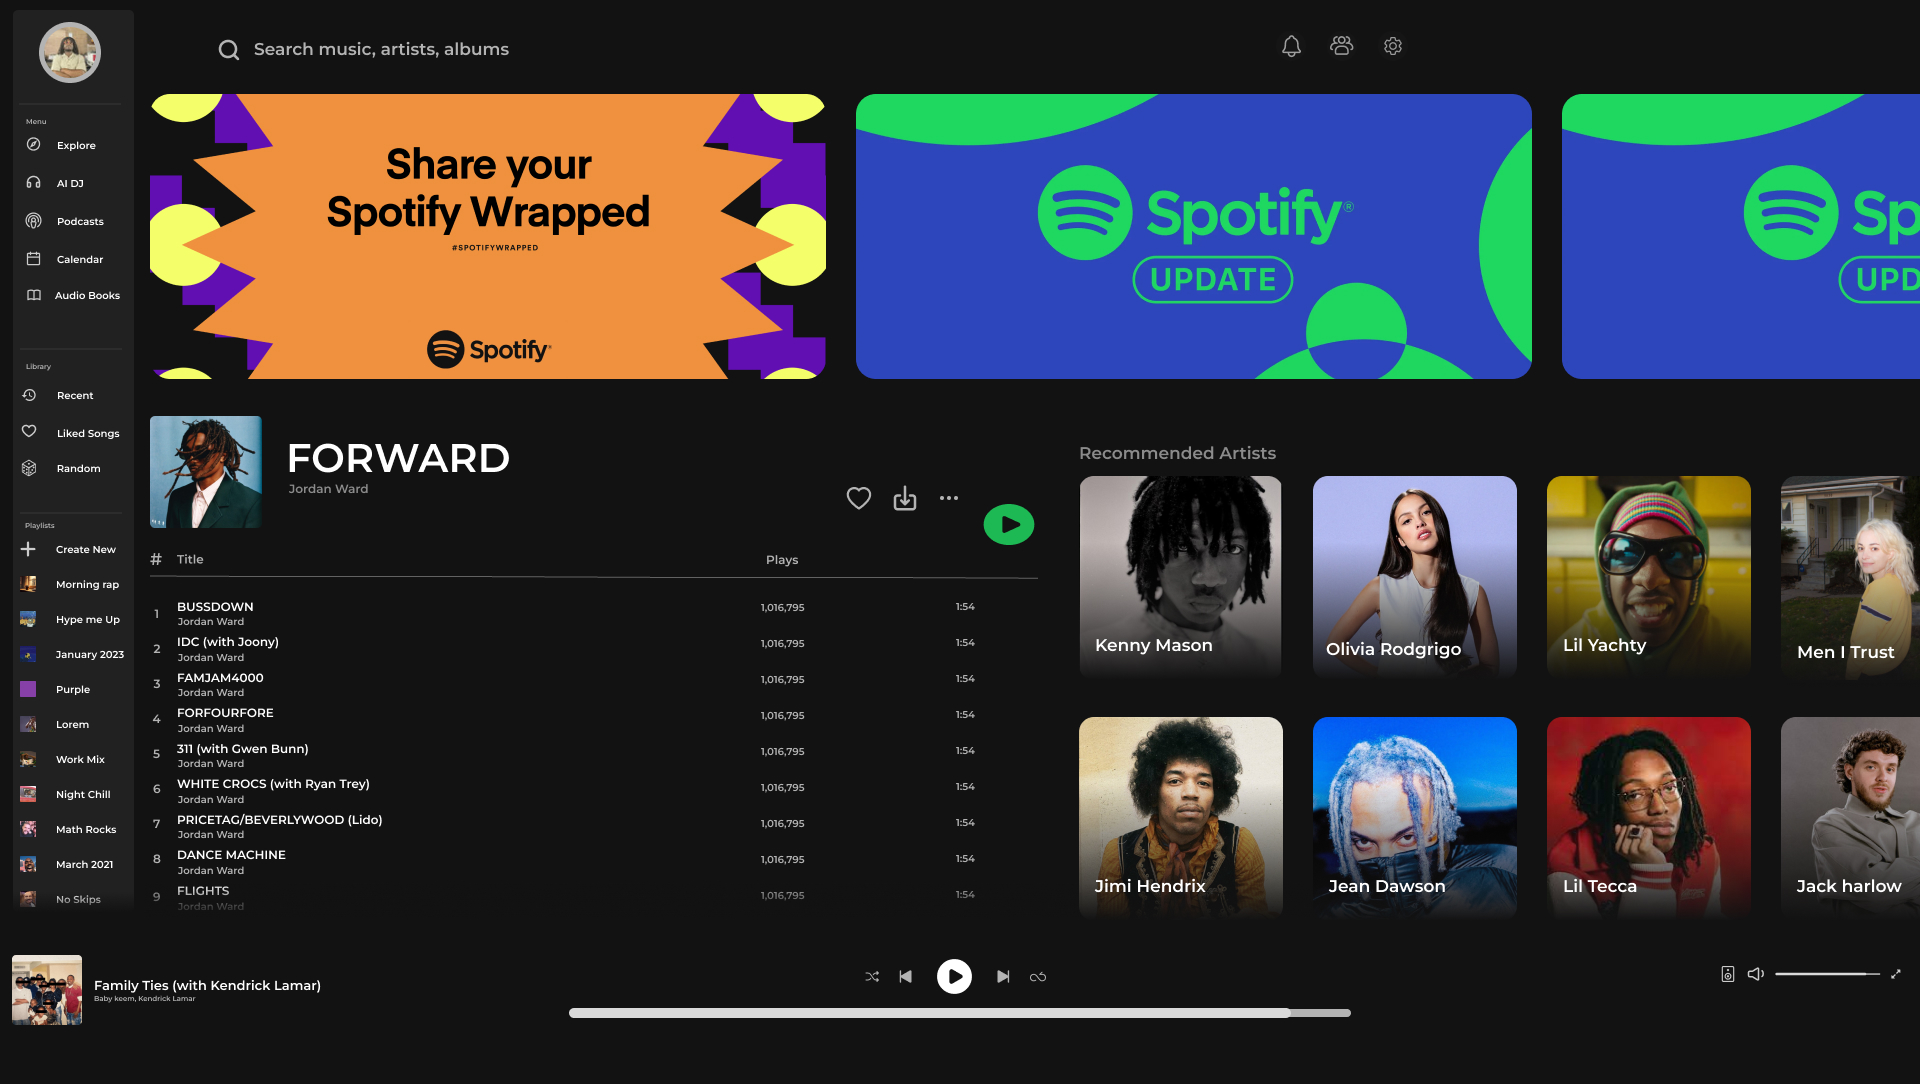 Search music, artists, albums
Menu
Explore
AI DJ
Podcasts
Calendar
Audio Books
Library
Recent
Liked Songs
Random
Playlists
Create New
Morning rap
Hype me Up
January 2023
Purple
Lorem
Work Mix
Night Chill
Math Rocks
March 2021
No Skips
Share your
Spotify Wrapped
#SPOTIFYWRAPPED
Spotify®
Spotify®
UPDATE
Sp
UPD
FORWARD
Jordan Ward
# Title Plays
1 BUSSDOWN 1,016,795 1:54
Jordan Ward
2 IDC (with Joony) 1,016,795 1:54
Jordan Ward
3 FAMJAM4000 1,016,795 1:54
Jordan Ward
4 FORFOURFORE 1,016,795 1:54
Jordan Ward
5 311 (with Gwen Bunn) 1,016,795 1:54
Jordan Ward
6 WHITE CROCS (with Ryan Trey) 1,016,795 1:54
Jordan Ward
7 PRICETAG/BEVERLYWOOD (Lido) 1,016,795 1:54
Jordan Ward
8 DANCE MACHINE 1,016,795 1:54
Jordan Ward
9 FLIGHTS 1,016,795 1:54
Jordan Ward
Recommended Artists
Kenny Mason
Olivia Rodgrigo
Lil Yachty
Men I Trust
Jimi Hendrix
Jean Dawson
Lil Tecca
Jack harlow
Family Ties (with Kendrick Lamar)
Baby keem, Kendrick Lamar